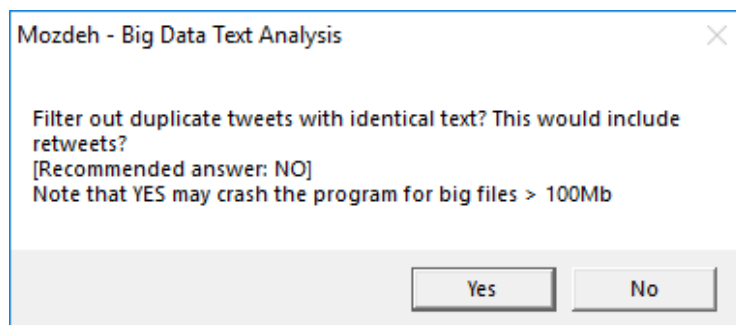 Mozdeh - Big Data Text Analysis
Filter out duplicate tweets with identical text? This would include
retweets?
[Recommended answer: NO]
Note that YES may crash the program for big files > 100Mb
Yes
No